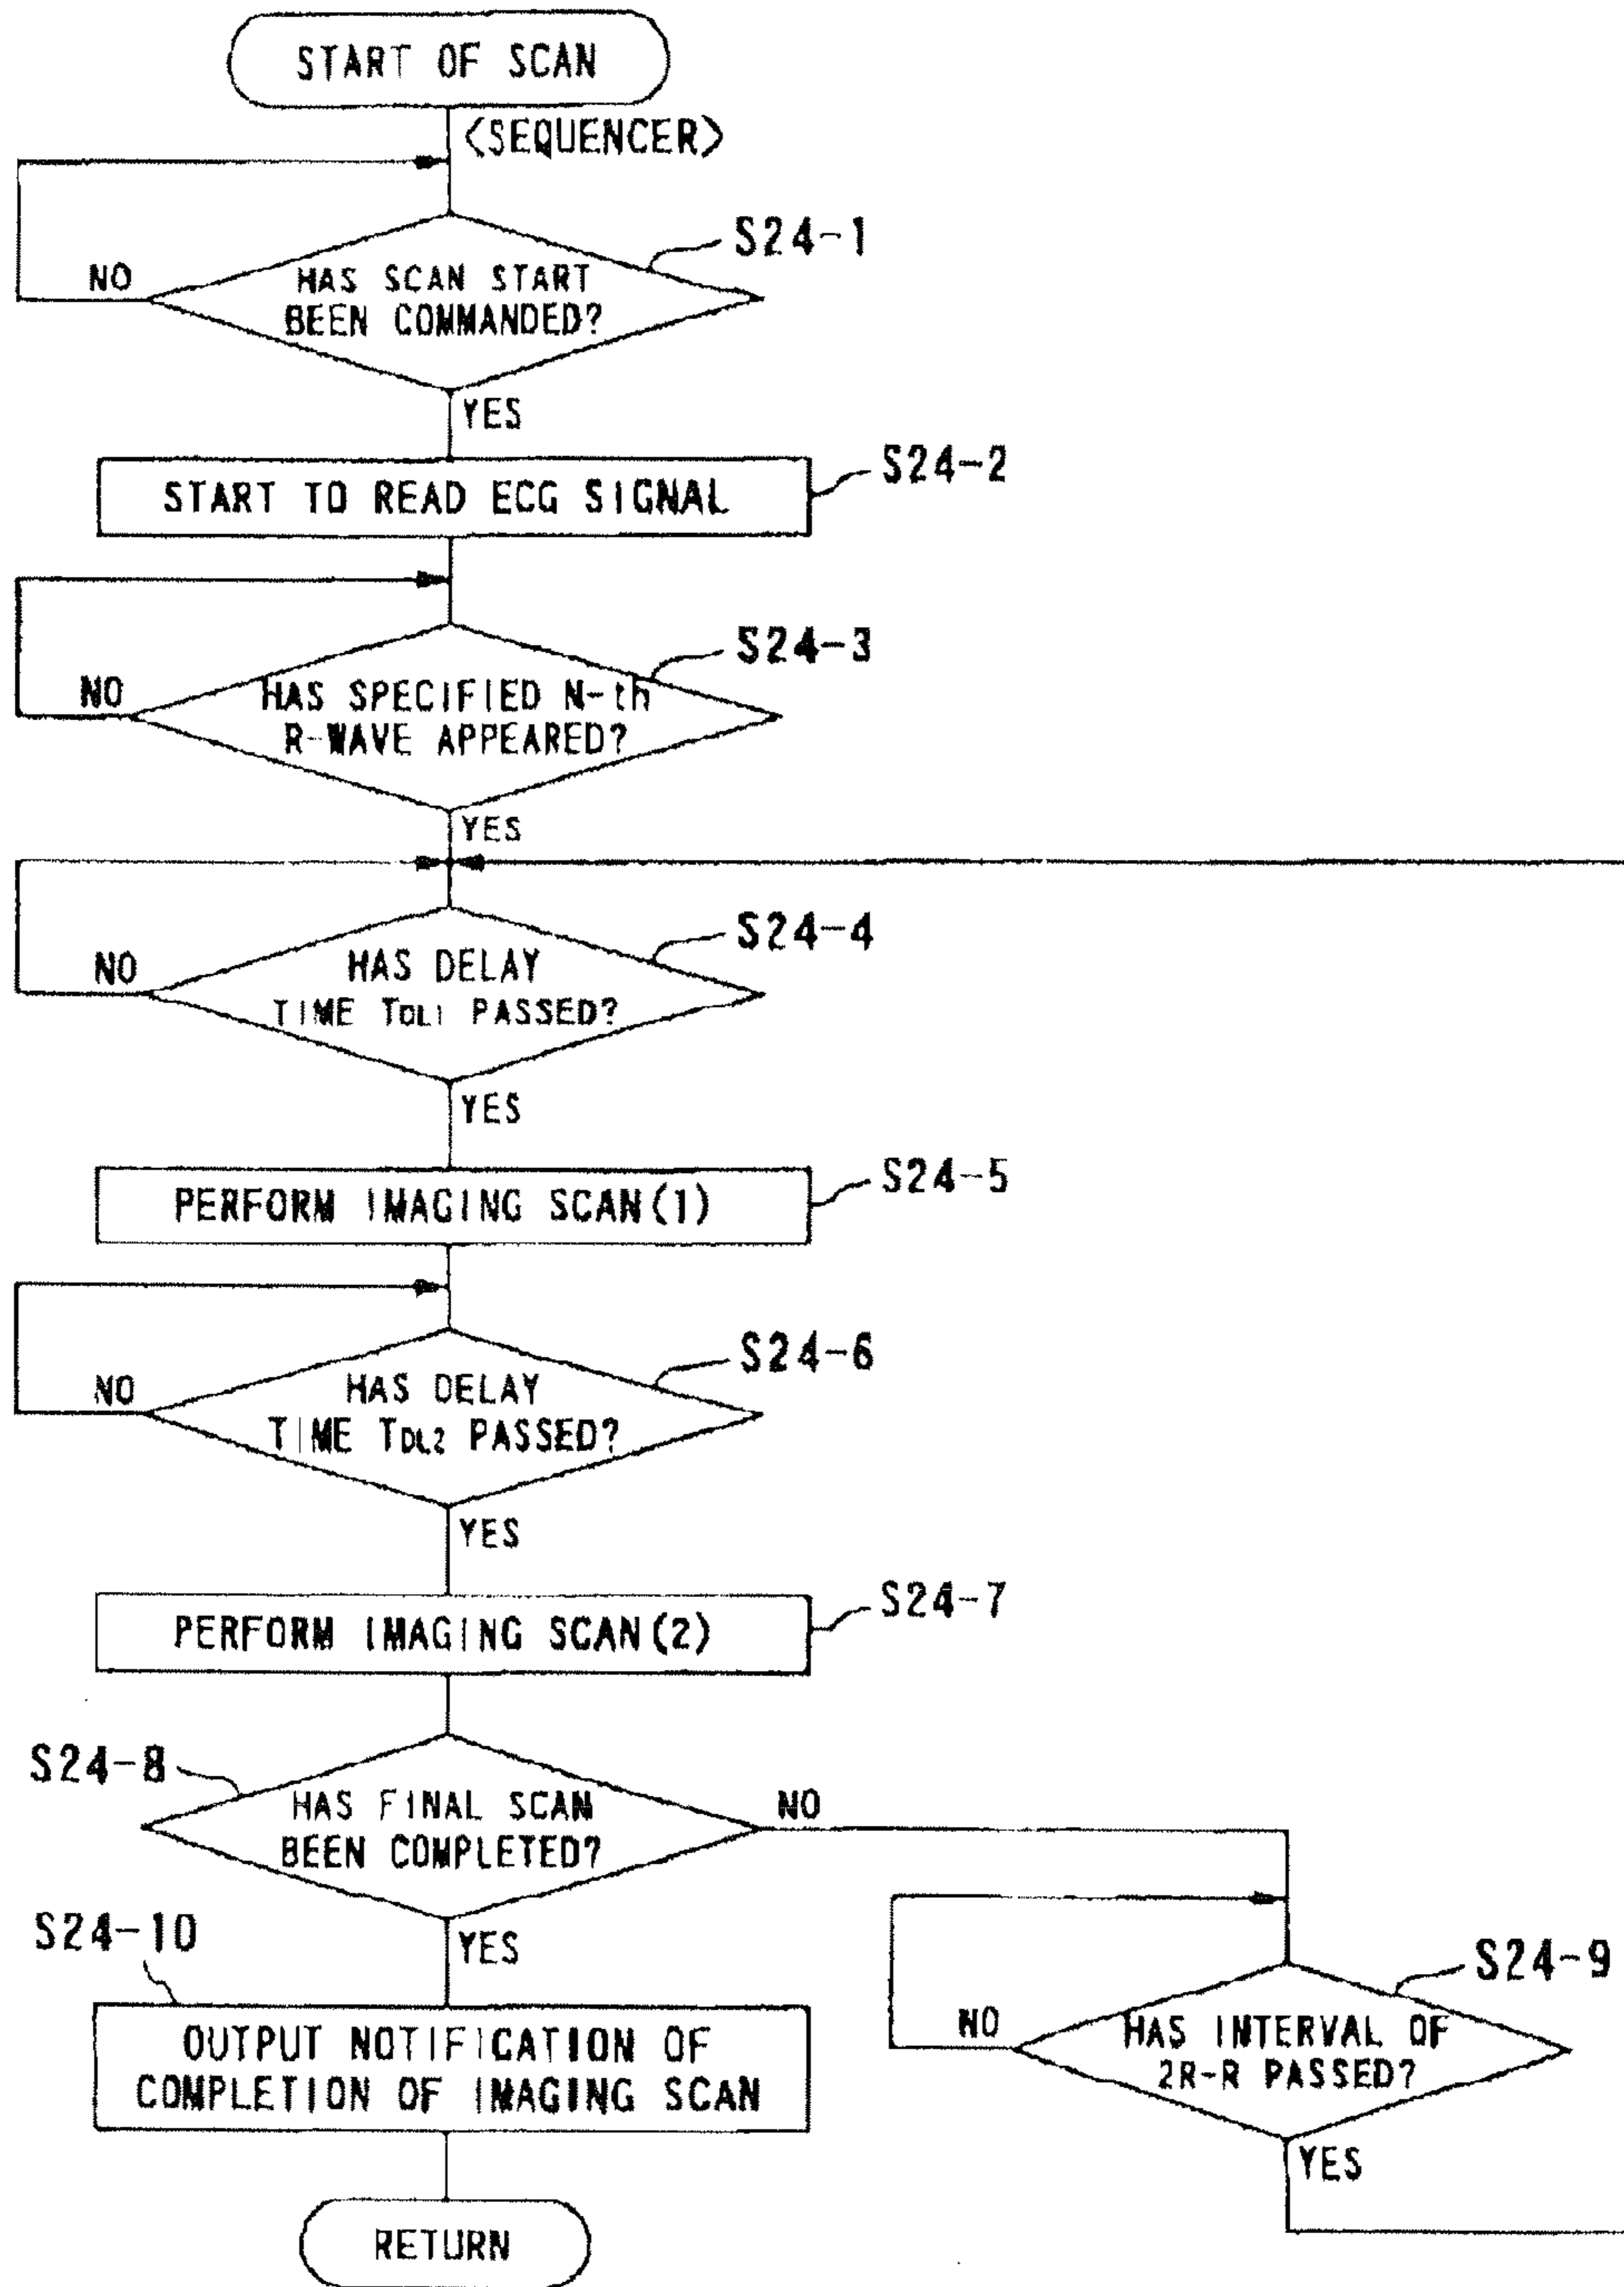 START OF SCAN
<SEQUENCER>
S24-1
NO
HAS SCAN START
BEEN COMMANDED?
YES
S24-2
START TO READ ECG SIGNAL
S24-3
NO
HAS SPECIFIED N-th
R-WAVE APPEARED?
YES
S24-4
NO
HAS DELAY
TIME TDL1 PASSED?
YES
S24-5
PERFORM IMAGING SCAN(1)
S24-6
NO
HAS DELAY
TIME TDL2 PASSED?
YES
S24-7
PERFORM IMAGING SCAN(2)
S24-8
HAS FINAL SCAN
BEEN COMPLETED?
NO
YES
S24-9
NO
HAS INTERVAL OF
2R-R PASSED?
YES
S24-10
OUTPUT NOTIFICATION OF
COMPLETION OF IMAGING SCAN
RETURN